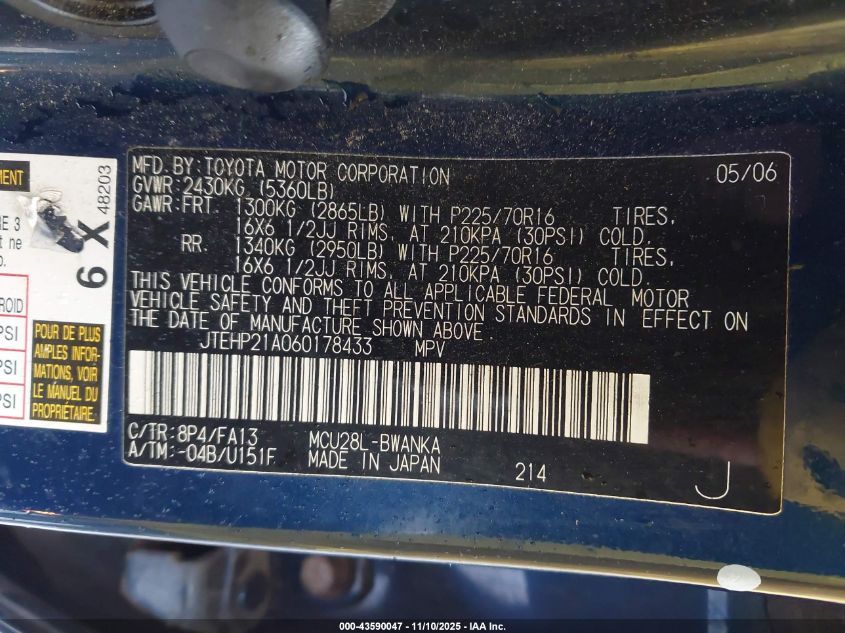 MFD. BY: TOYOTA MOTOR CORPORATION 05/06
GVWR: 2430KG (5360LB)
GAWR: FRT 1300KG (2865LB) WITH P225/70R16 TIRES,
16X6 1/2JJ RIMS, AT 210KPA (30PSI) COLD.
RR 1340KG (2950LB) WITH P225/70R16 TIRES,
16X6 1/2JJ RIMS, AT 210KPA (30PSI) COLD.
THIS VEHICLE CONFORMS TO ALL APPLICABLE FEDERAL MOTOR
VEHICLE SAFETY AND THEFT PREVENTION STANDARDS IN EFFECT ON
THE DATE OF MANUFACTURE SHOWN ABOVE.
JTEHP21A060178433 MPV
C/TR: 8P4/FA13 MCU28L-BWANKA
A/TM: -04B/U151F MADE IN JAPAN
214
J
48203
6 X
PSI
PSI
PSI
POUR DE PLUS
AMPLES INFOR-
MATIONS, VOIR
LE MANUEL DU
PROPRIÉTAIRE.
000-43590047 — 11/10/2025 — IAA Inc.